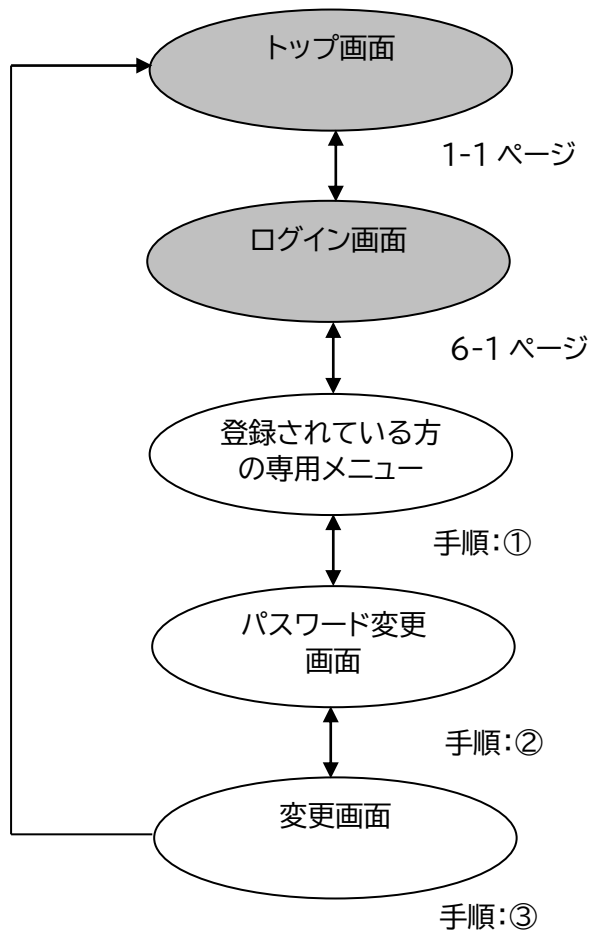 トップ画面
1-1 ページ
ログイン画面
6-1 ページ
登録されている方
の専用メニュー
手順:①
パスワード変更
画面
手順:②
変更画面
手順:③